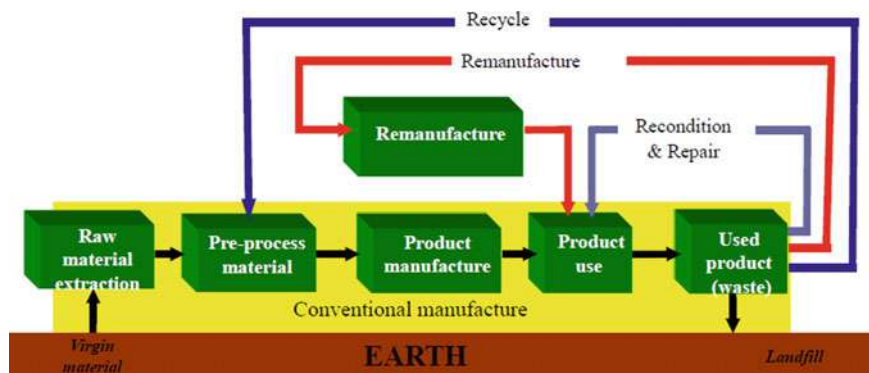 Recycle
Remanufacture
Remanufacture
Recondition
& Repair
Raw
material
extraction
Pre-process
material
Product
manufacture
Product
use
Used
product
(waste)
Conventional manufacture
Virgin
material
EARTH
Landfill